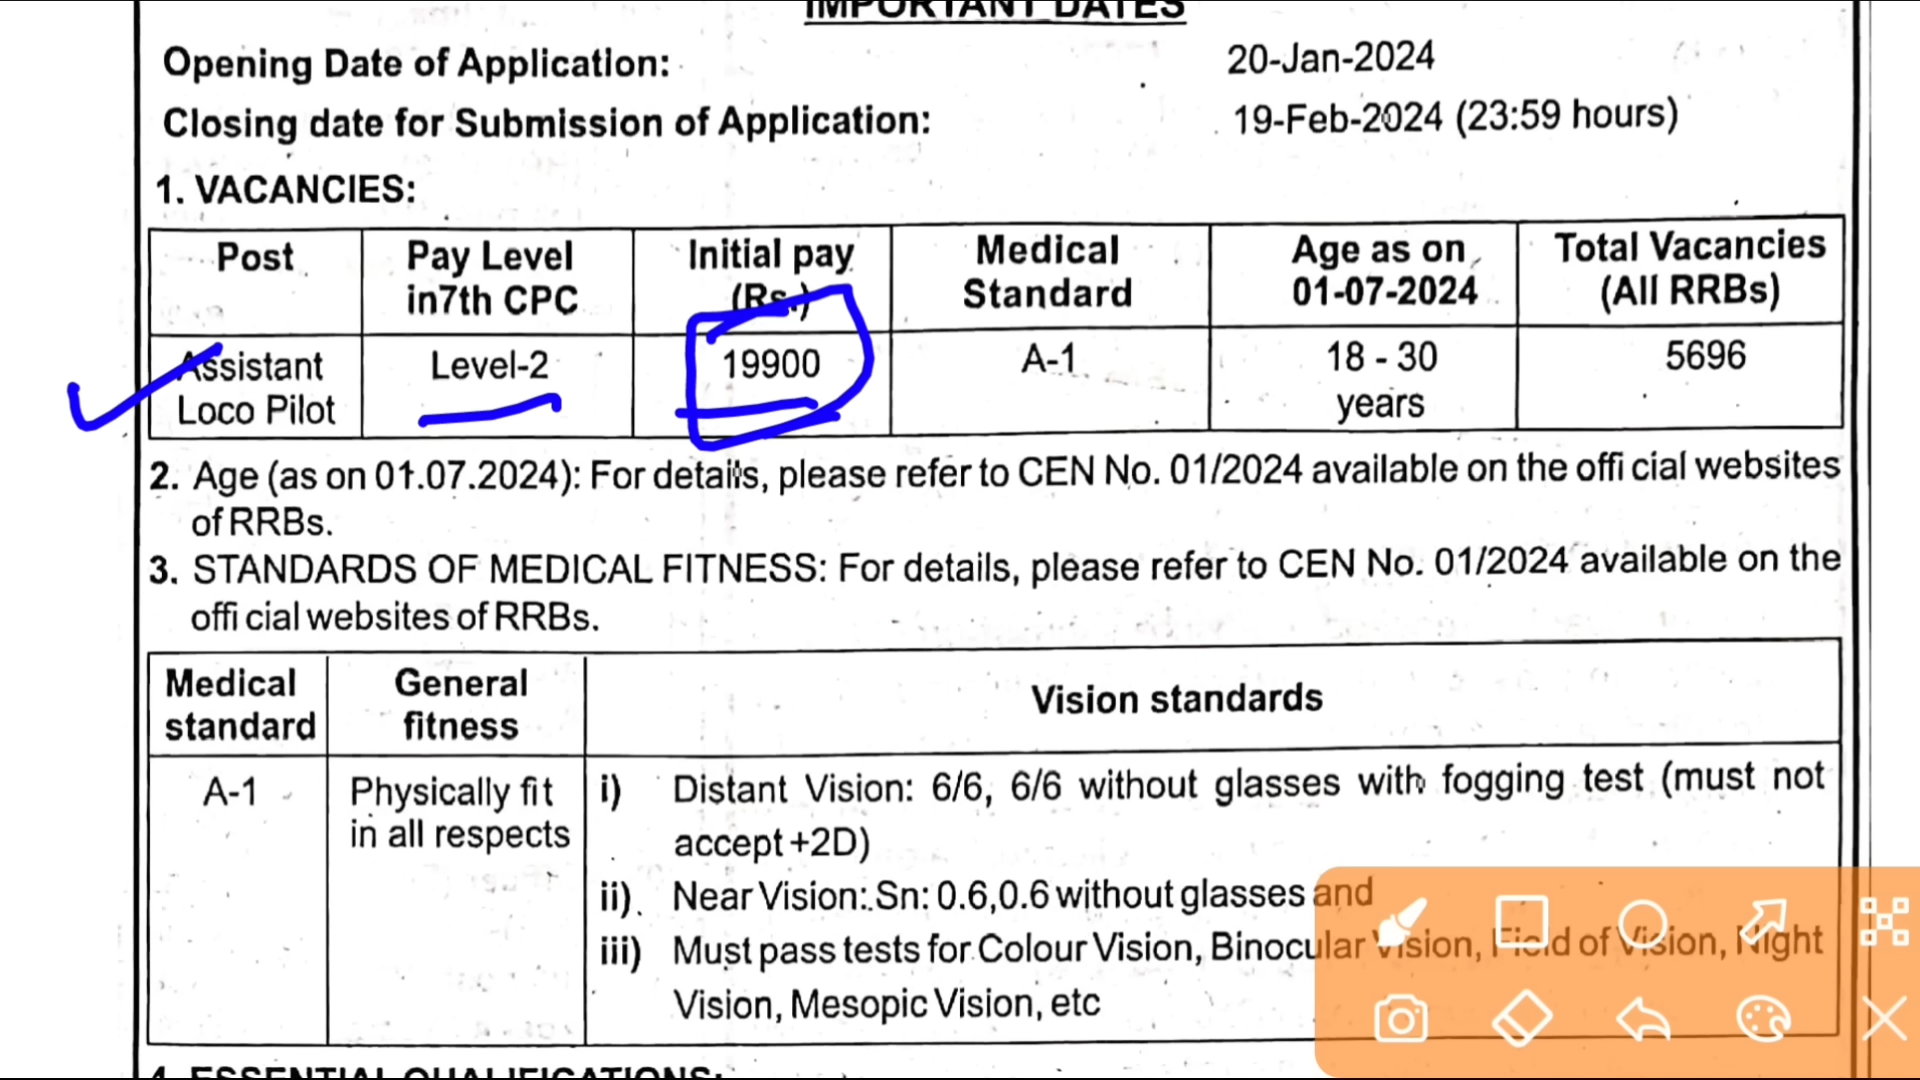 IMPORTANT DATES
Opening Date of Application: 20-Jan-2024
Closing date for Submission of Application: 19-Feb-2024 (23:59 hours)
1. VACANCIES:
Post Pay Level in7th CPC Initial pay (Rs.) Medical Standard Age as on 01-07-2024 Total Vacancies (All RRBs)
Assistant Loco Pilot Level-2 19900 A-1 18 - 30 years 5696
2. Age (as on 01.07.2024): For details, please refer to CEN No. 01/2024 available on the offi cial websites
of RRBs.
3. STANDARDS OF MEDICAL FITNESS: For details, please refer to CEN No. 01/2024 available on the
offi cial websites of RRBs.
Medical standard General fitness Vision standards
A-1 Physically fit in all respects
i) Distant Vision: 6/6, 6/6 without glasses with fogging test (must not
accept +2D)
ii). Near Vision: Sn: 0.6,0.6 without glasses and
iii) Must pass tests for Colour Vision, Binocular Vision, Field of Vision, Night
Vision, Mesopic Vision, etc
4. ESSENTIAL QUALIFICATIONS: